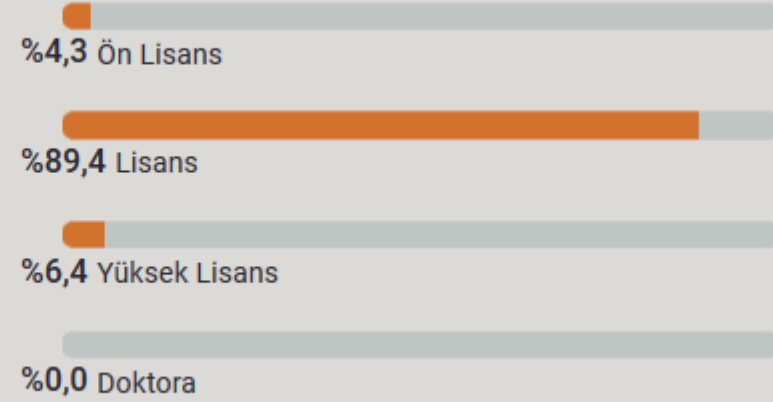 %4,3 Ön Lisans
%89,4 Lisans
%6,4 Yüksek Lisans
%0,0 Doktora